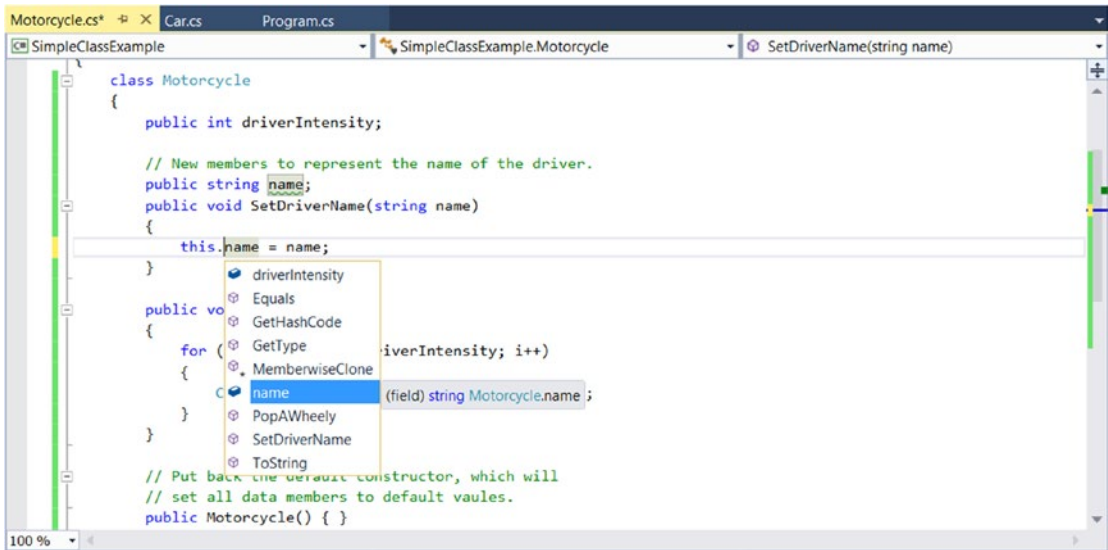 Motorcycle.cs* Car.cs Program.cs
SimpleClassExample SimpleClassExample.Motorcycle SetDriverName(string name)
{
class Motorcycle
{
public int driverIntensity;
// New members to represent the name of the driver.
public string name;
public void SetDriverName(string name)
{
this.name = name;
}
driverIntensity
Equals
public vo
GetHashCode
{
GetType
for ( iverIntensity; i++)
{
MemberwiseClone
C name (field) string Motorcycle.name ;
} PopAWheely
} SetDriverName
ToString
// Put back the default constructor, which will
// set all data members to default vaules.
public Motorcycle() { }
100 %